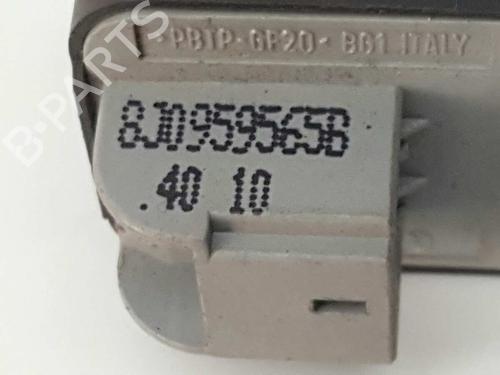 >PBTP-GF20< BG1 ITALY
8J0959565B
.40 10
B-PARTS